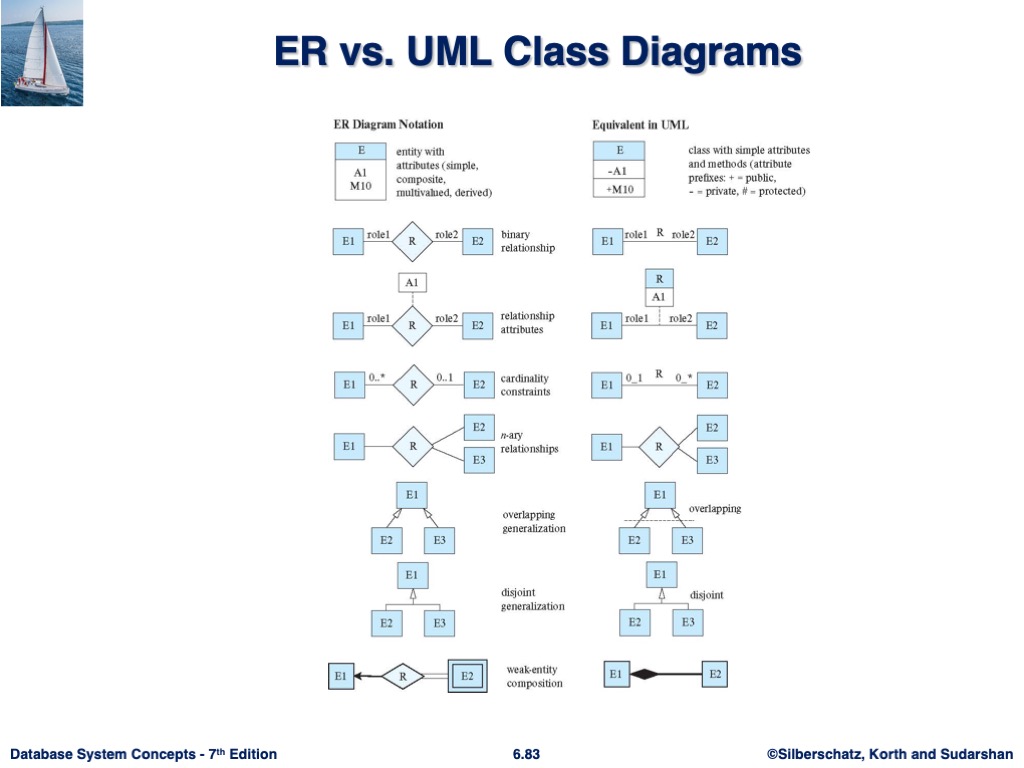 ER vs. UML Class Diagrams
ER Diagram Notation
Equivalent in UML
E
A1
M10
entity with
attributes (simple,
composite,
multivalued, derived)
E
–A1
+M10
class with simple attributes
and methods (attribute
prefixes: + = public,
– = private, # = protected)
E1 role1 R role2 E2
binary
relationship
E1 role1 R role2 E2
A1
E1 role1 R role2 E2
relationship
attributes
R
A1
E1 role1 role2 E2
E1 0..* R 0..1 E2
cardinality
constraints
E1 0_1 R 0_* E2
E1 R E2
E3
n-ary
relationships
E1 R E2
E3
E1
E2 E3
overlapping
generalization
E1
overlapping
E2 E3
E1
E2 E3
disjoint
generalization
E1
disjoint
E2 E3
E1 R E2
weak-entity
composition
E1 E2
Database System Concepts - 7th Edition
6.83
©Silberschatz, Korth and Sudarshan